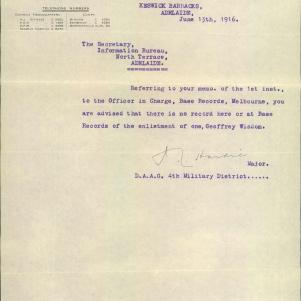 TELEPHONE NUMBERS
KESWICK BARRACKS,
ADELAIDE,
June 13th, 1916.
The Secretary,
Information Bureau,
North Terrace,
ADELAIDE.
Referring to your memo. of the 1st inst.,
to the Officer in Charge, Base Records, Melbourne, you
are advised that there is no record here or at Base
Records of the enlistment of one, Geoffrey Wisdom.
Hardie
Major.
D.A.A.G. 4th Military District......